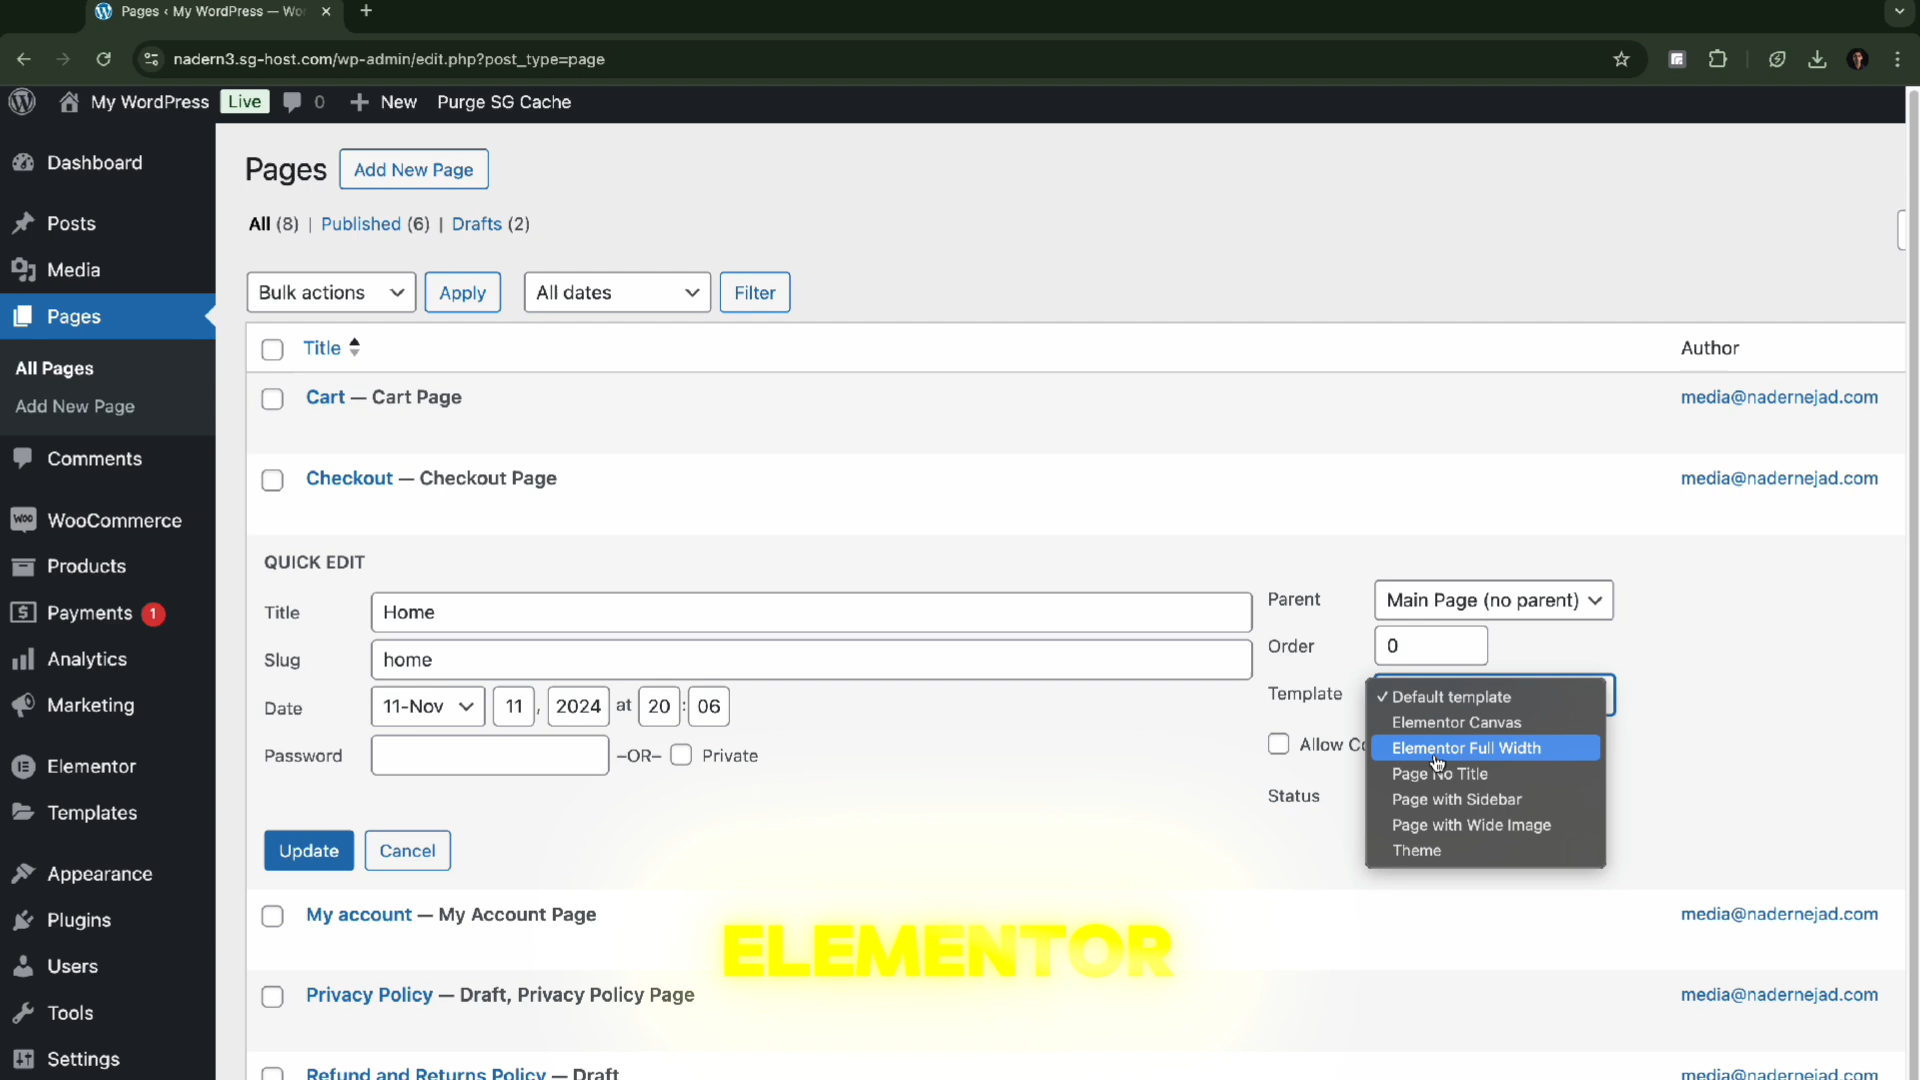 Pages ‹ My WordPress — Wo
nadern3.sg-host.com/wp-admin/edit.php?post_type=page
My WordPress Live 0 New Purge SG Cache
Dashboard
Posts
Media
Pages
All Pages
Add New Page
Comments
WooCommerce
Products
Payments 1
Analytics
Marketing
Elementor
Templates
Appearance
Plugins
Users
Tools
Settings
Pages Add New Page
All (8) | Published (6) | Drafts (2)
Bulk actions Apply All dates Filter
Title Author
Cart — Cart Page media@nadernejad.com
Checkout — Checkout Page media@nadernejad.com
QUICK EDIT
Title Home
Slug home
Date 11-Nov 11 , 2024 at 20 : 06
Password –OR– Private
Parent Main Page (no parent)
Order 0
Template
Default template
Elementor Canvas
Elementor Full Width
Page No Title
Page with Sidebar
Page with Wide Image
Theme
Allow
Status
Update Cancel
My account — My Account Page media@nadernejad.com
ELEMENTOR
Privacy Policy — Draft, Privacy Policy Page media@nadernejad.com
Refund and Returns Policy — Draft media@nadernejad.com